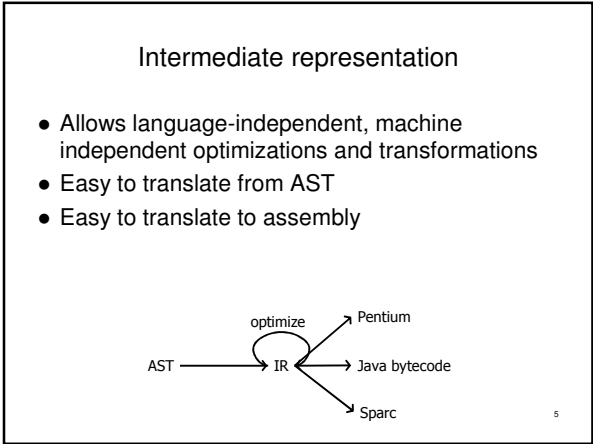 Intermediate representation
● Allows language-independent, machine
independent optimizations and transformations
● Easy to translate from AST
● Easy to translate to assembly
optimize
Pentium
AST
IR
Java bytecode
Sparc
5